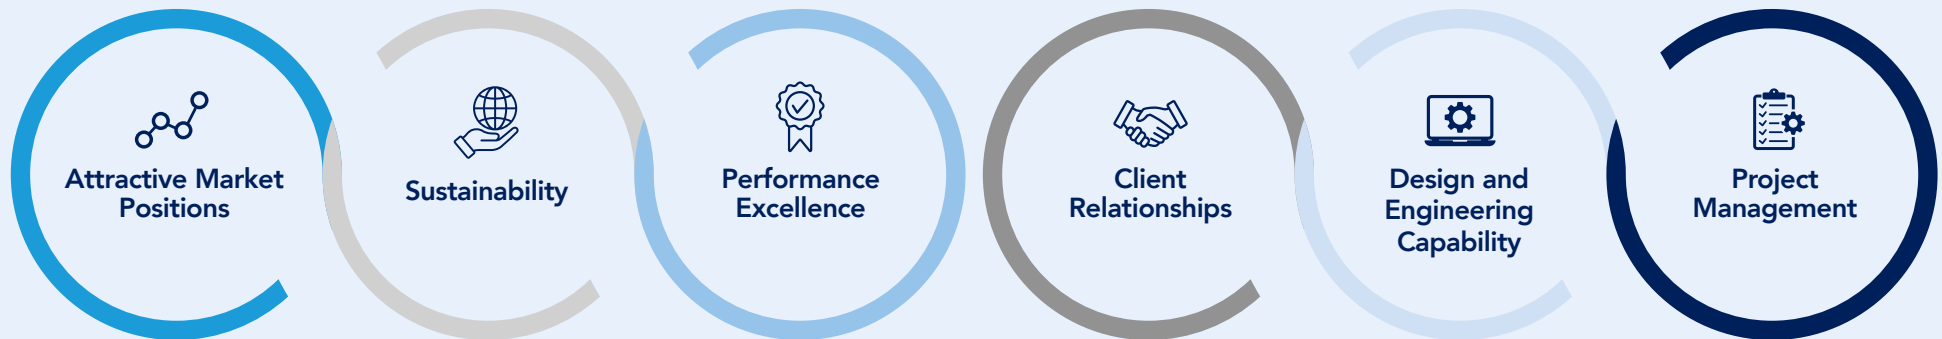 Attractive Market
Positions
Sustainability
Performance
Excellence
Client
Relationships
Design and
Engineering
Capability
Project
Management